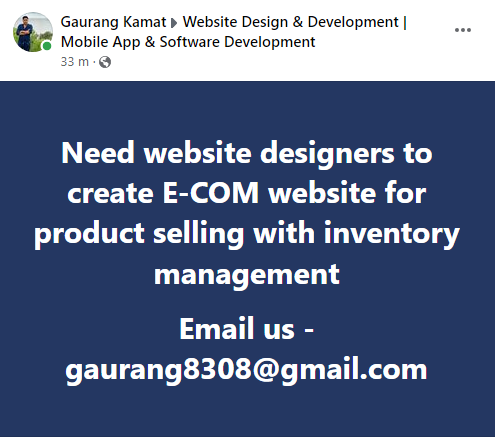 Gaurang Kamat ▸ Website Design & Development |
Mobile App & Software Development
33 m ·
Need website designers to
create E-COM website for
product selling with inventory
management
Email us -
gaurang8308@gmail.com